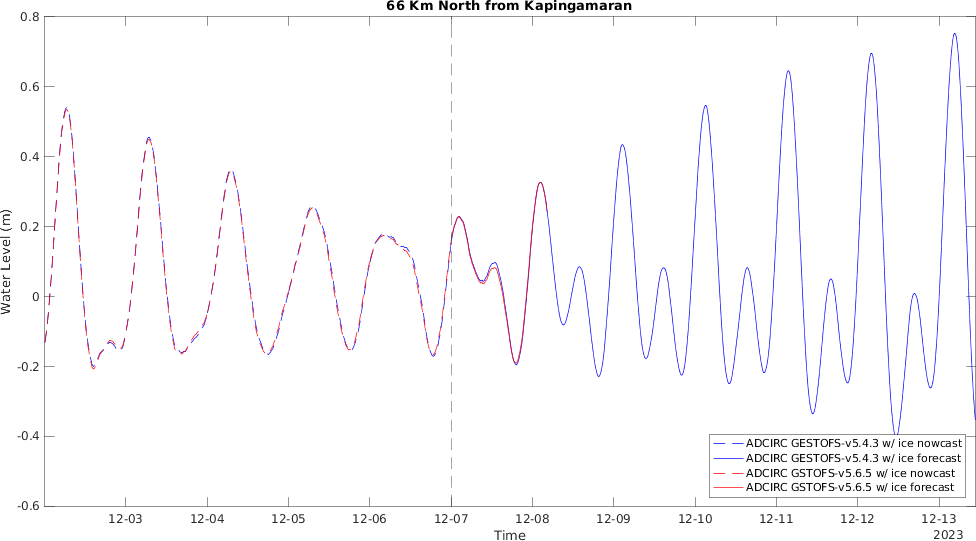 66 Km North from Kapingamaran
0.8
0.6
0.4
0.2
0
-0.2
-0.4
-0.6
Water Level (m)
ADCIRC GESTOFS-v5.4.3 w/ ice nowcast
ADCIRC GESTOFS-v5.4.3 w/ ice forecast
ADCIRC GSTOFS-v5.6.5 w/ ice nowcast
ADCIRC GSTOFS-v5.6.5 w/ ice forecast
12-03 12-04 12-05 12-06 12-07 12-08 12-09 12-10 12-11 12-12 12-13
Time
2023